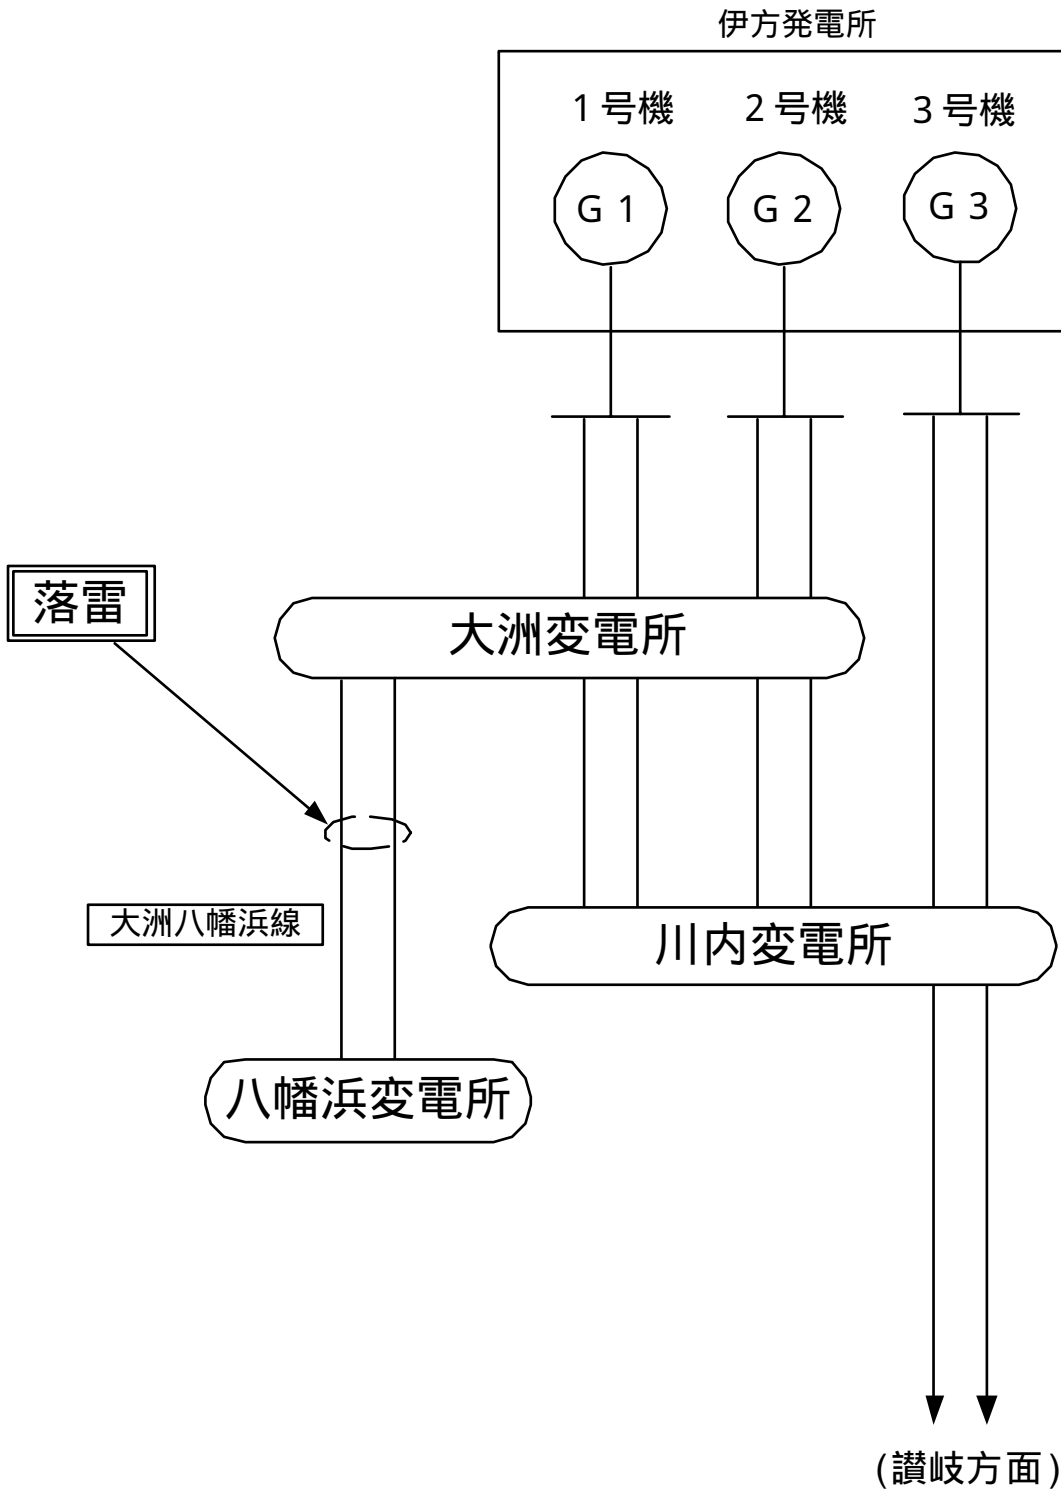 伊方発電所
1号機 2号機 3号機
G 1 G 2 G 3
落雷
大洲変電所
大洲八幡浜線
川内変電所
八幡浜変電所
(讃岐方面)